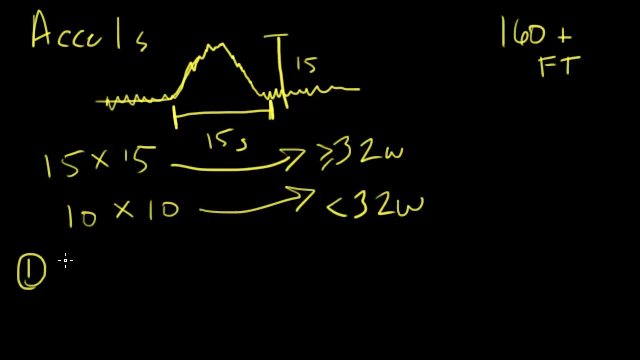 Accels
160 +
FT
15
15s
15 × 15 → ≥32w
10 × 10 → <32w
①